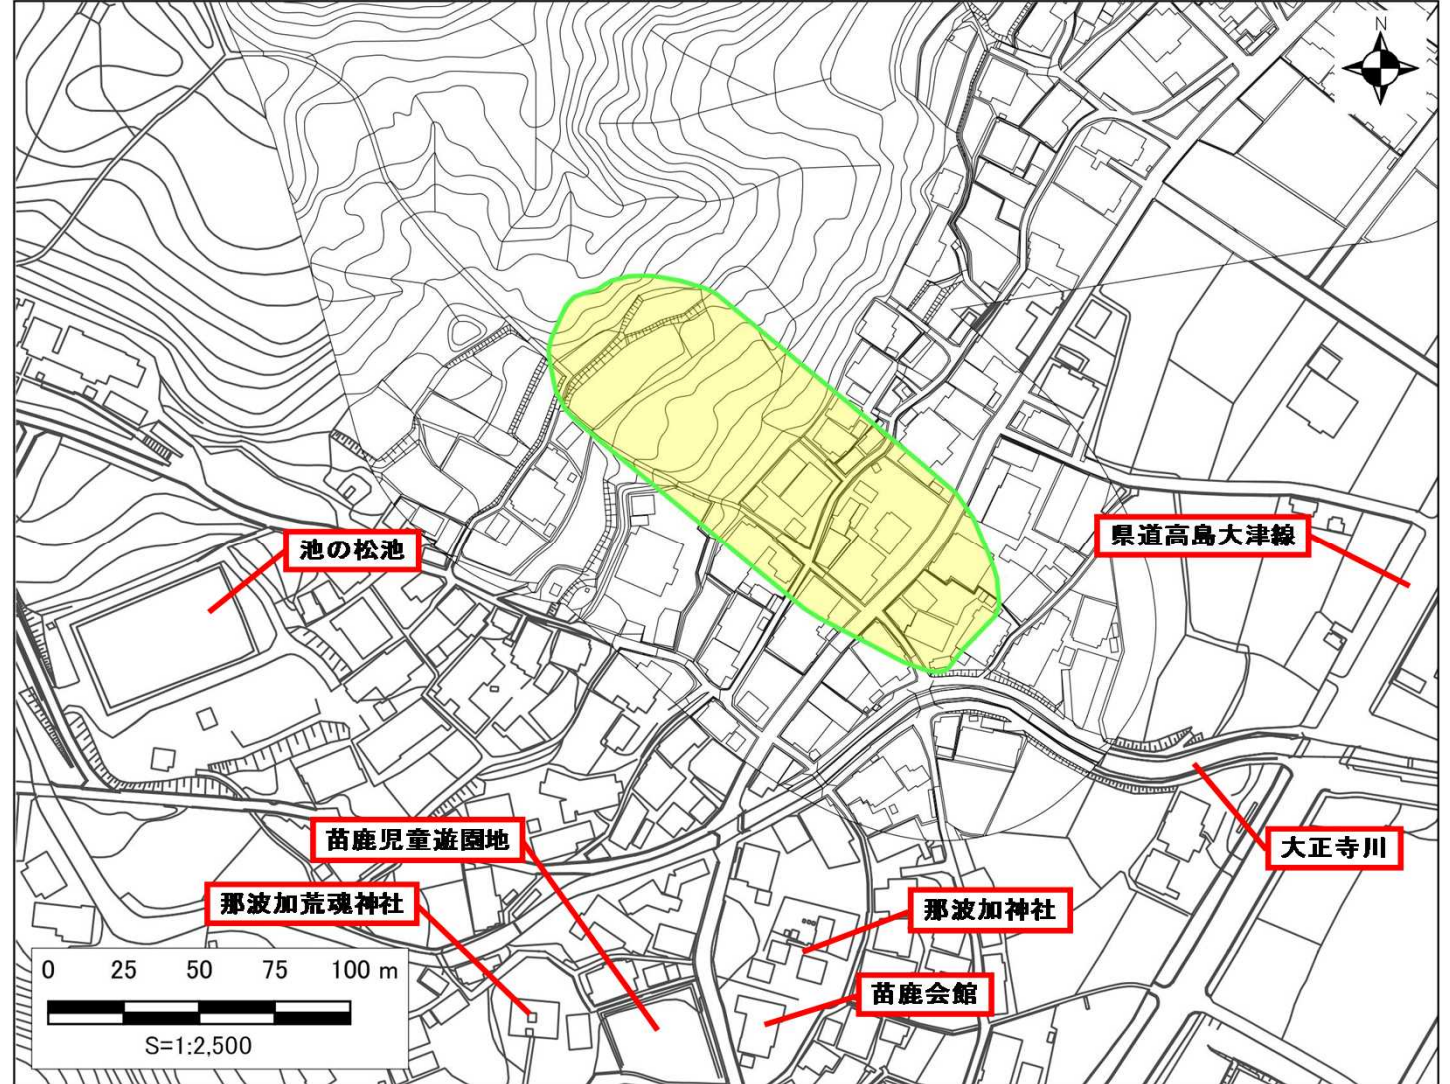 N
県道高島大津線
池の松池
苗鹿児童遊園地
大正寺川
那波加荒魂神社
那波加神社
苗鹿会館
0 25 50 75 100 m
S=1:2,500